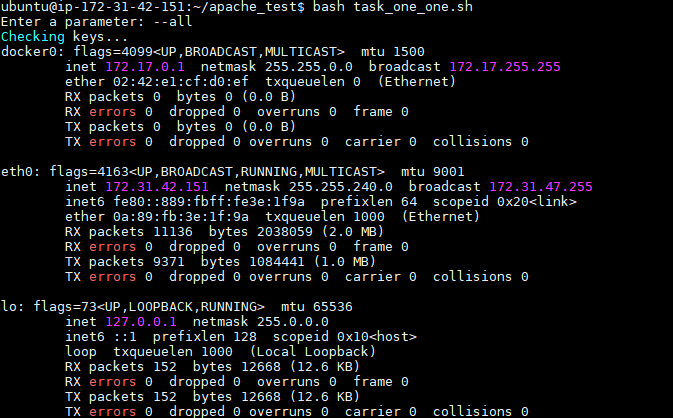 ubuntu@ip-172-31-42-151:~/apache_test$ bash task_one_one.sh
Enter a parameter: --all
Checking keys...
docker0: flags=4099<UP,BROADCAST,MULTICAST>  mtu 1500
        inet 172.17.0.1  netmask 255.255.0.0  broadcast 172.17.255.255
        ether 02:42:e1:cf:d0:ef  txqueuelen 0  (Ethernet)
        RX packets 0  bytes 0 (0.0 B)
        RX errors 0  dropped 0  overruns 0  frame 0
        TX packets 0  bytes 0 (0.0 B)
        TX errors 0  dropped 0 overruns 0  carrier 0  collisions 0

eth0: flags=4163<UP,BROADCAST,RUNNING,MULTICAST>  mtu 9001
        inet 172.31.42.151  netmask 255.255.240.0  broadcast 172.31.47.255
        inet6 fe80::889:fbff:fe3e:1f9a  prefixlen 64  scopeid 0x20<link>
        ether 0a:89:fb:3e:1f:9a  txqueuelen 1000  (Ethernet)
        RX packets 11136  bytes 2038059 (2.0 MB)
        RX errors 0  dropped 0  overruns 0  frame 0
        TX packets 9371  bytes 1084441 (1.0 MB)
        TX errors 0  dropped 0 overruns 0  carrier 0  collisions 0

lo: flags=73<UP,LOOPBACK,RUNNING>  mtu 65536
        inet 127.0.0.1  netmask 255.0.0.0
        inet6 ::1  prefixlen 128  scopeid 0x10<host>
        loop  txqueuelen 1000  (Local Loopback)
        RX packets 152  bytes 12668 (12.6 KB)
        RX errors 0  dropped 0  overruns 0  frame 0
        TX packets 152  bytes 12668 (12.6 KB)
        TX errors 0  dropped 0 overruns 0  carrier 0  collisions 0